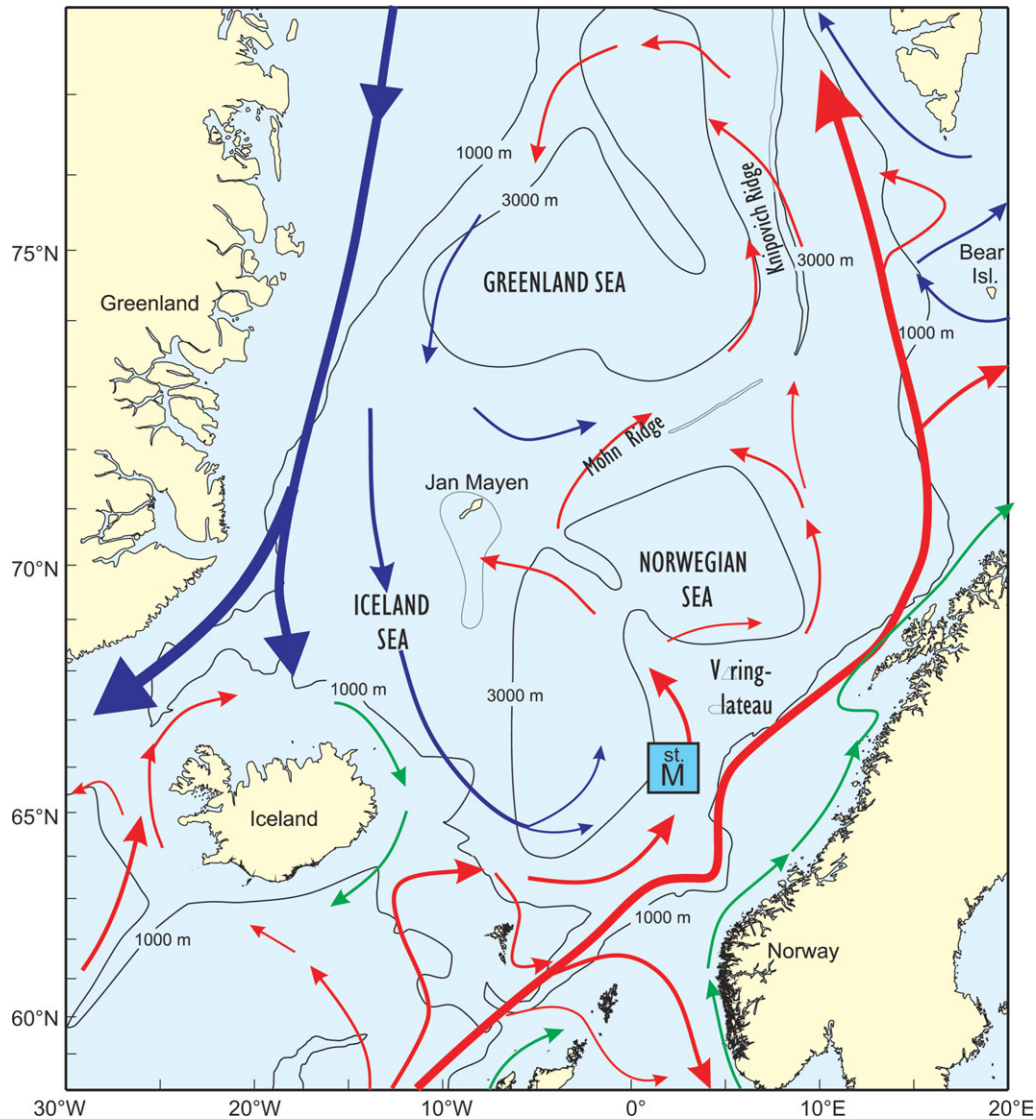 1000 m
3000 m
75°N
Greenland
GREENLAND SEA
Knipovich Ridge
3000 m
Bear
Isl.
1000 m
Mohn Ridge
Jan Mayen
70°N
ICELAND
SEA
NORWEGIAN
SEA
1000 m
3000 m
V ring-
lateau
st.
M
65°N
Iceland
1000 m
1000 m
Norway
60°N
30°W
20°W
10°W
0°
10°E
20°E